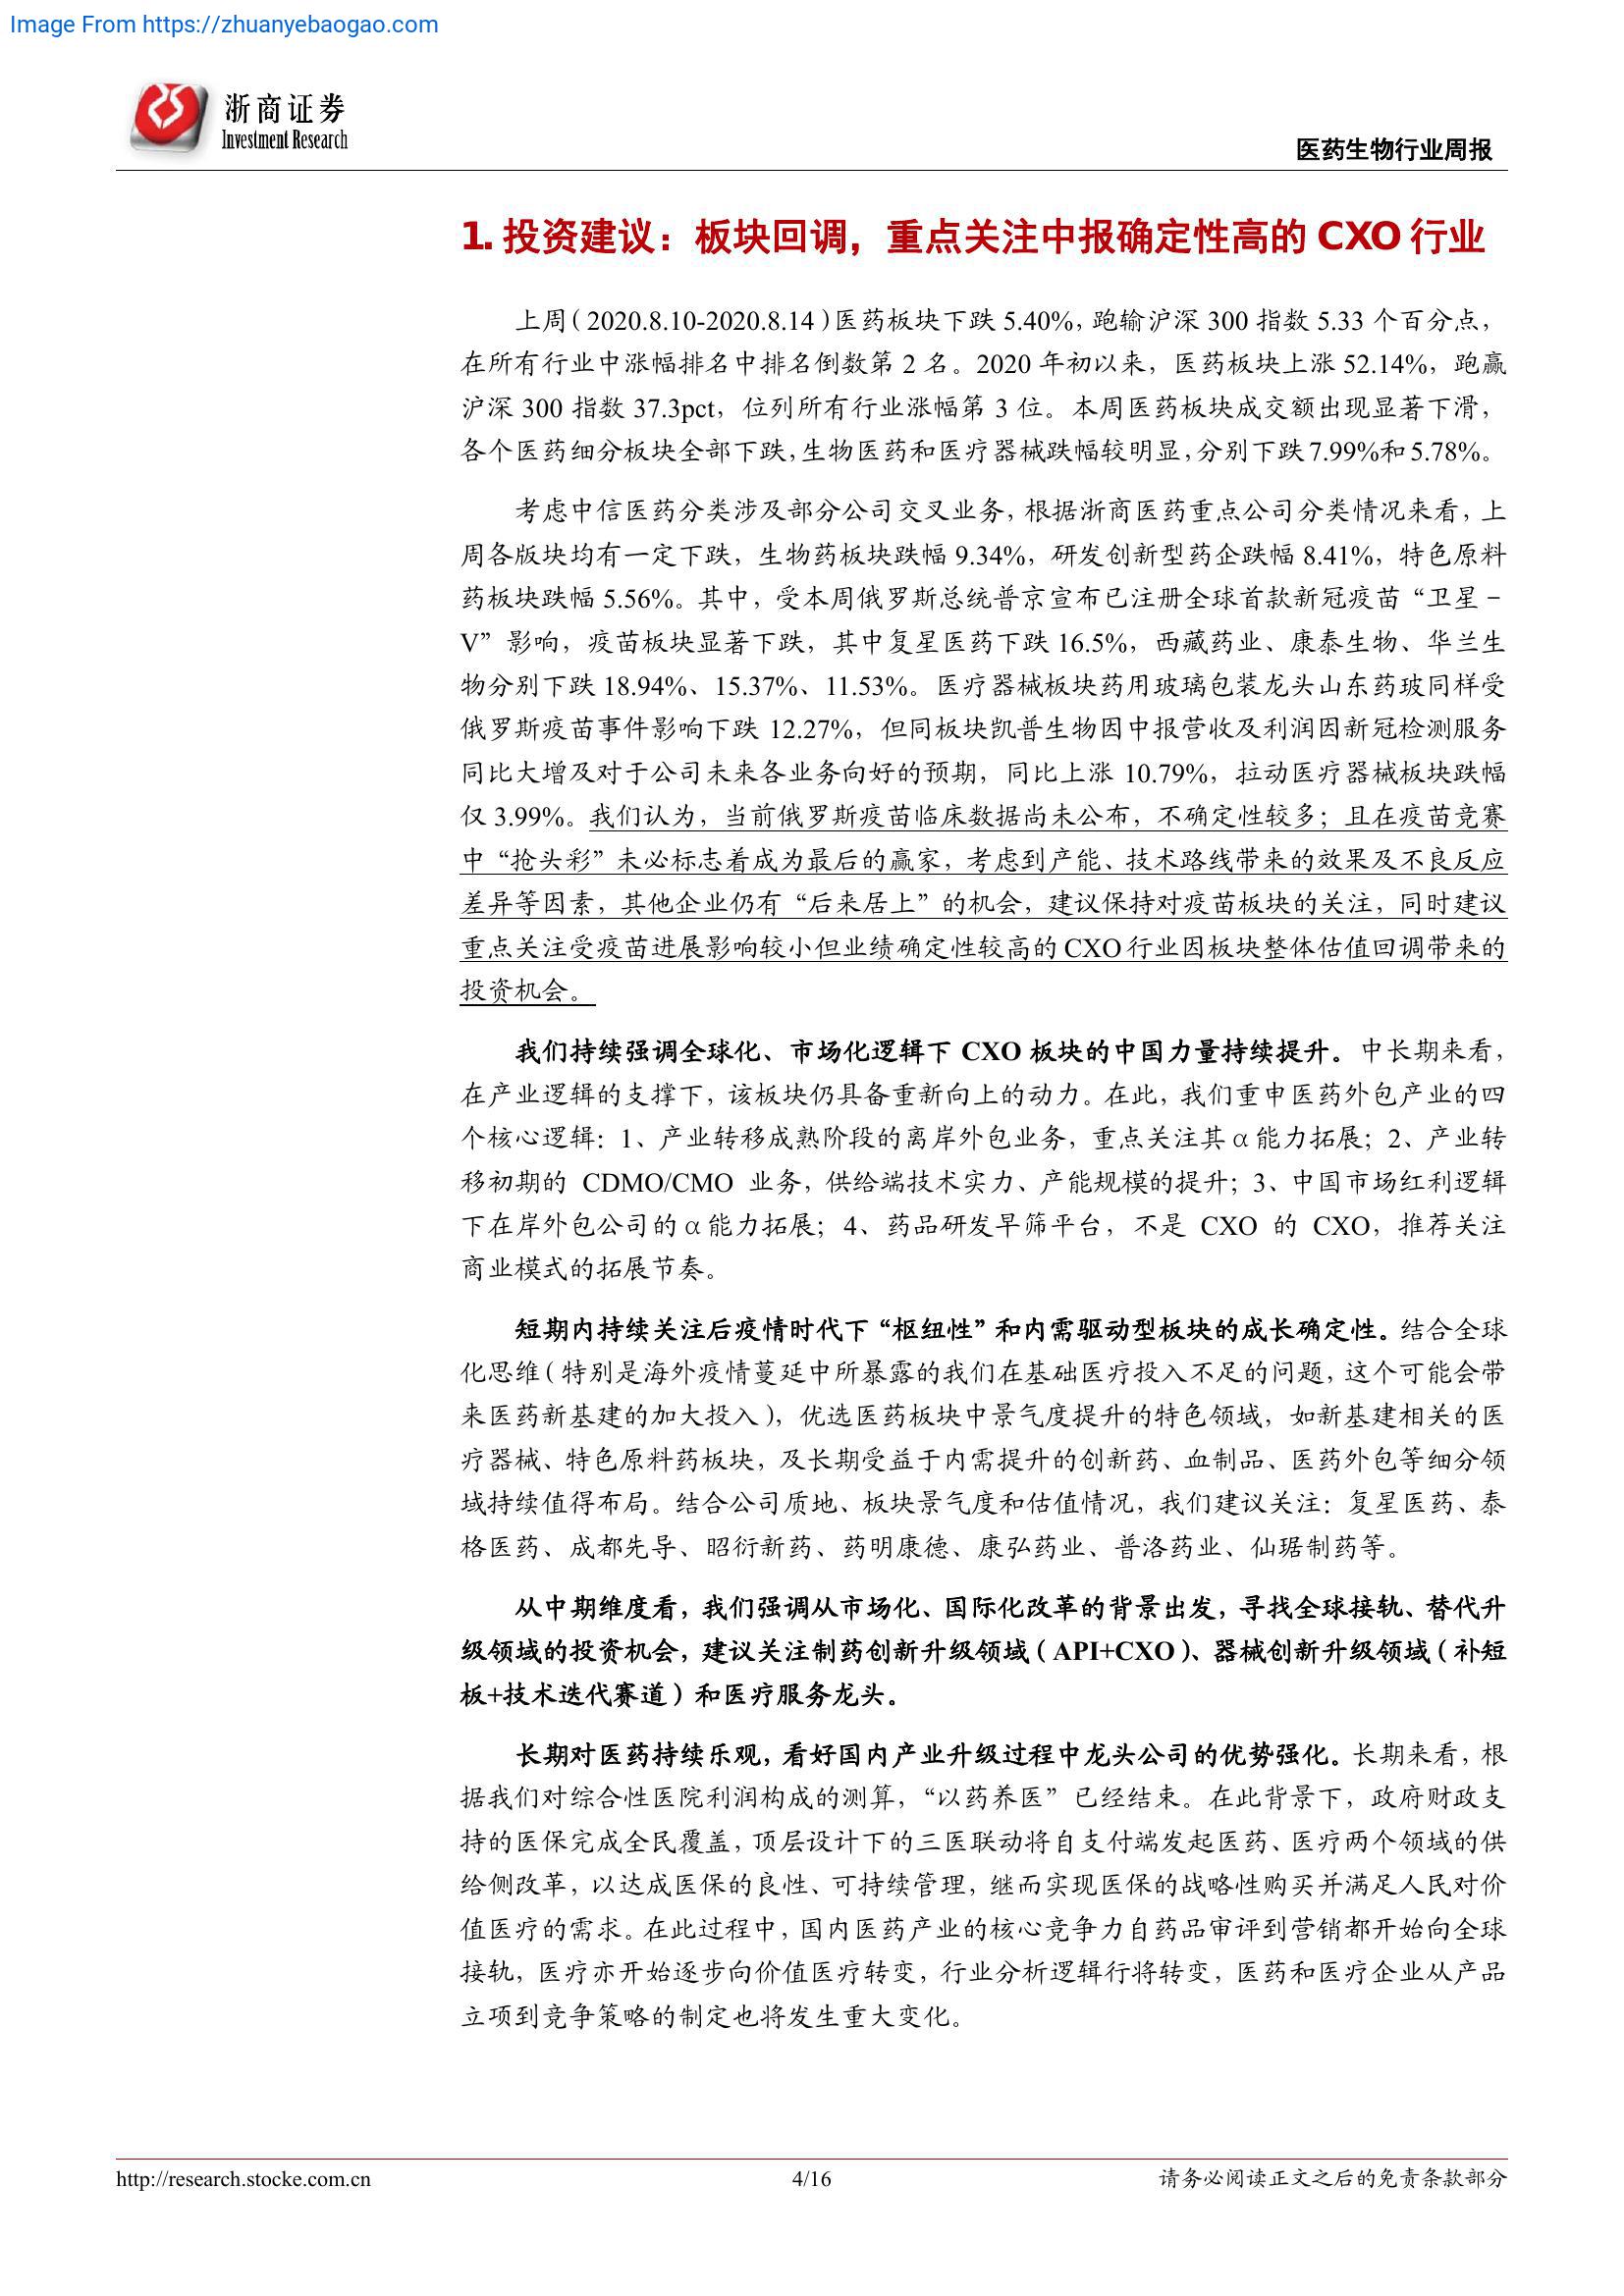 Image From https://zhuanyebaogao.com
浙商证券
Investment Research
医药生物行业周报
1. 投资建议：板块回调，重点关注中报确定性高的 CXO 行业
上周（2020.8.10-2020.8.14）医药板块下跌 5.40%，跑输沪深 300 指数 5.33 个百分点，
在所有行业中涨幅排名中排名倒数第 2 名。2020 年初以来，医药板块上涨 52.14%，跑赢
沪深 300 指数 37.3pct，位列所有行业涨幅第 3 位。本周医药板块成交额出现显著下滑，
各个医药细分板块全部下跌，生物医药和医疗器械跌幅较明显，分别下跌7.99%和5.78%。
考虑中信医药分类涉及部分公司交叉业务，根据浙商医药重点公司分类情况来看，上
周各版块均有一定下跌，生物药板块跌幅 9.34%，研发创新型药企跌幅 8.41%，特色原料
药板块跌幅 5.56%。其中，受本周俄罗斯总统普京宣布已注册全球首款新冠疫苗“卫星－
V”影响，疫苗板块显著下跌，其中复星医药下跌 16.5%，西藏药业、康泰生物、华兰生
物分别下跌 18.94%、15.37%、11.53%。医疗器械板块药用玻璃包装龙头山东药玻同样受
俄罗斯疫苗事件影响下跌 12.27%，但同板块凯普生物因中报营收及利润因新冠检测服务
同比大增及对于公司未来各业务向好的预期，同比上涨 10.79%，拉动医疗器械板块跌幅
仅 3.99%。我们认为，当前俄罗斯疫苗临床数据尚未公布，不确定性较多；且在疫苗竞赛
中“抢头彩”未必标志着成为最后的赢家，考虑到产能、技术路线带来的效果及不良反应
差异等因素，其他企业仍有“后来居上”的机会，建议保持对疫苗板块的关注，同时建议
重点关注受疫苗进展影响较小但业绩确定性较高的 CXO 行业因板块整体估值回调带来的
投资机会。
我们持续强调全球化、市场化逻辑下 CXO 板块的中国力量持续提升。中长期来看，
在产业逻辑的支撑下，该板块仍具备重新向上的动力。在此，我们重申医药外包产业的四
个核心逻辑：1、产业转移成熟阶段的离岸外包业务，重点关注其α能力拓展；2、产业转
移初期的 CDMO/CMO 业务，供给端技术实力、产能规模的提升；3、中国市场红利逻辑
下在岸外包公司的α能力拓展；4、药品研发早筛平台，不是 CXO 的 CXO，推荐关注
商业模式的拓展节奏。
短期内持续关注后疫情时代下“枢纽性”和内需驱动型板块的成长确定性。结合全球
化思维（特别是海外疫情蔓延中所暴露的我们在基础医疗投入不足的问题，这个可能会带
来医药新基建的加大投入），优选医药板块中景气度提升的特色领域，如新基建相关的医
疗器械、特色原料药板块，及长期受益于内需提升的创新药、血制品、医药外包等细分领
域持续值得布局。结合公司质地、板块景气度和估值情况，我们建议关注：复星医药、泰
格医药、成都先导、昭衍新药、药明康德、康弘药业、普洛药业、仙琚制药等。
从中期维度看，我们强调从市场化、国际化改革的背景出发，寻找全球接轨、替代升
级领域的投资机会，建议关注制药创新升级领域（API+CXO）、器械创新升级领域（补短
板+技术迭代赛道）和医疗服务龙头。
长期对医药持续乐观，看好国内产业升级过程中龙头公司的优势强化。长期来看，根
据我们对综合性医院利润构成的测算，“以药养医”已经结束。在此背景下，政府财政支
持的医保完成全民覆盖，顶层设计下的三医联动将自支付端发起医药、医疗两个领域的供
给侧改革，以达成医保的良性、可持续管理，继而实现医保的战略性购买并满足人民对价
值医疗的需求。在此过程中，国内医药产业的核心竞争力自药品审评到营销都开始向全球
接轨，医疗亦开始逐步向价值医疗转变，行业分析逻辑行将转变，医药和医疗企业从产品
立项到竞争策略的制定也将发生重大变化。
http://research.stocke.com.cn
4/16
请务必阅读正文之后的免责条款部分